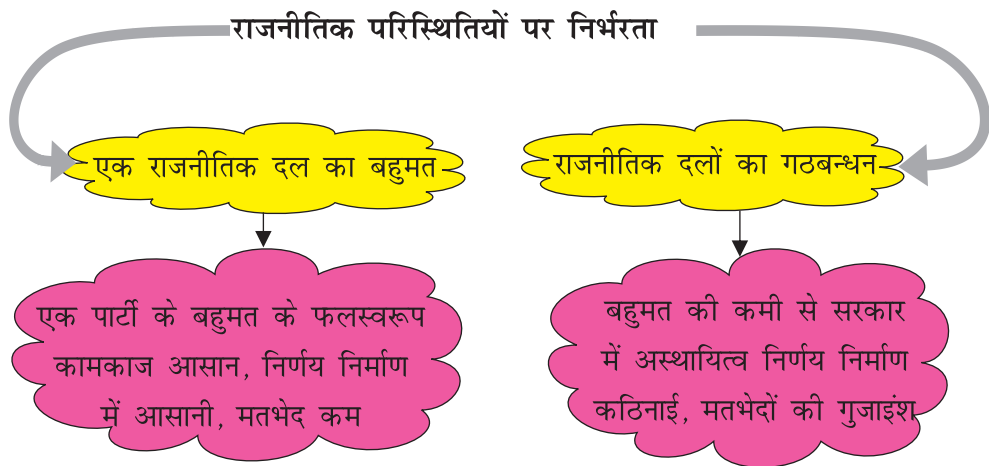 राजनीतिक परिस्थितियों पर निर्भरता
एक राजनीतिक दल का बहुमत
राजनीतिक दलों का गठबन्धन
एक पार्टी के बहुमत के फलस्वरूप
कामकाज आसान, निर्णय निर्माण
में आसानी, मतभेद कम
बहुमत की कमी से सरकार
में अस्थायित्व निर्णय निर्माण
कठिनाई, मतभेदों की गुजाइंश